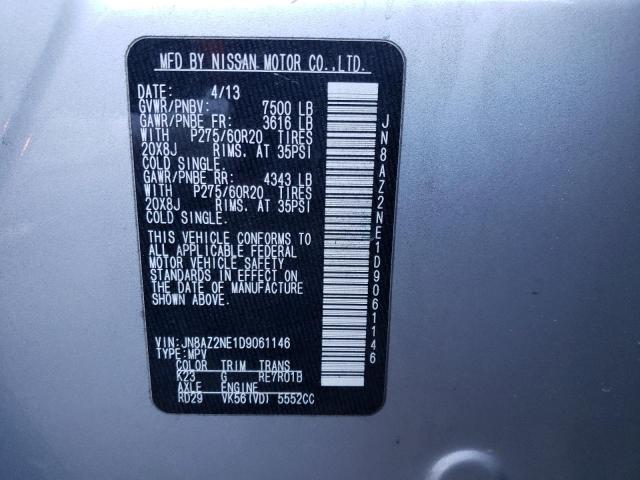 MFD BY NISSAN MOTOR CO.,LTD.
DATE: 4/13
GVWR/PNBV: 7500 LB
GAWR/PNBE FR: 3616 LB
WITH P275/60R20 TIRES
20X8J RIMS. AT 35PSI
COLD SINGLE.
GAWR/PNBE RR: 4343 LB
WITH P275/60R20 TIRES
20X8J RIMS. AT 35PSI
COLD SINGLE.
THIS VEHICLE CONFORMS TO
ALL APPLICABLE FEDERAL
MOTOR VEHICLE SAFETY
STANDARDS IN EFFECT ON
THE DATE OF MANUFACTURE
SHOWN ABOVE.
VIN:JN8AZ2NE1D9061146
TYPE:MPV
COLOR TRIM TRANS
K23 G RE7R01B
AXLE ENGINE
RD29 VK56(VD) 5552CC
JN8AZ2NE1D9061146